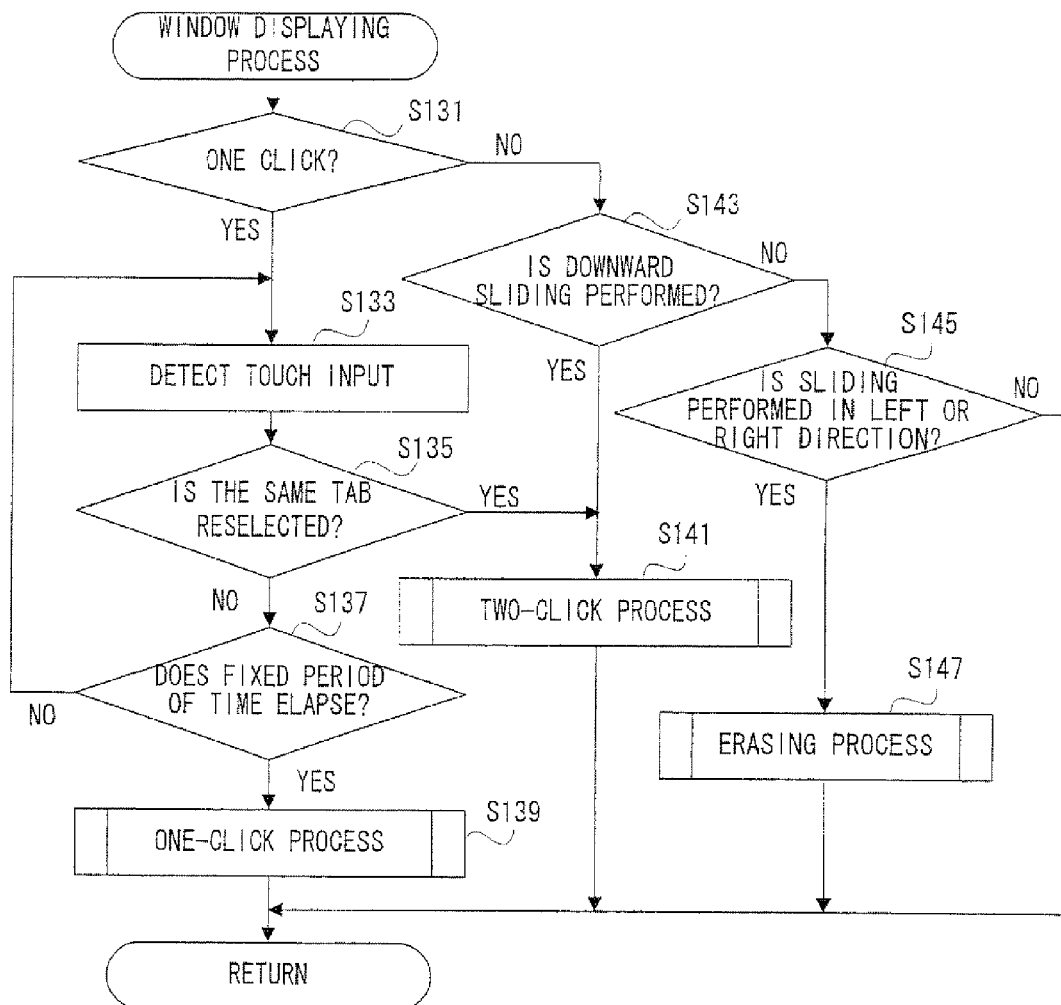 WINDOW DISPLAYING
PROCESS
S131
ONE CLICK?
NO
YES
S143
IS DOWNWARD
SLIDING PERFORMED?
NO
YES
S133
DETECT TOUCH INPUT
S145
IS SLIDING
PERFORMED IN LEFT OR
RIGHT DIRECTION?
NO
YES
S135
IS THE SAME TAB
RESELECTED?
YES
NO
S141
TWO-CLICK PROCESS
S137
DOES FIXED PERIOD
OF TIME ELAPSE?
NO
YES
S147
ERASING PROCESS
S139
ONE-CLICK PROCESS
RETURN